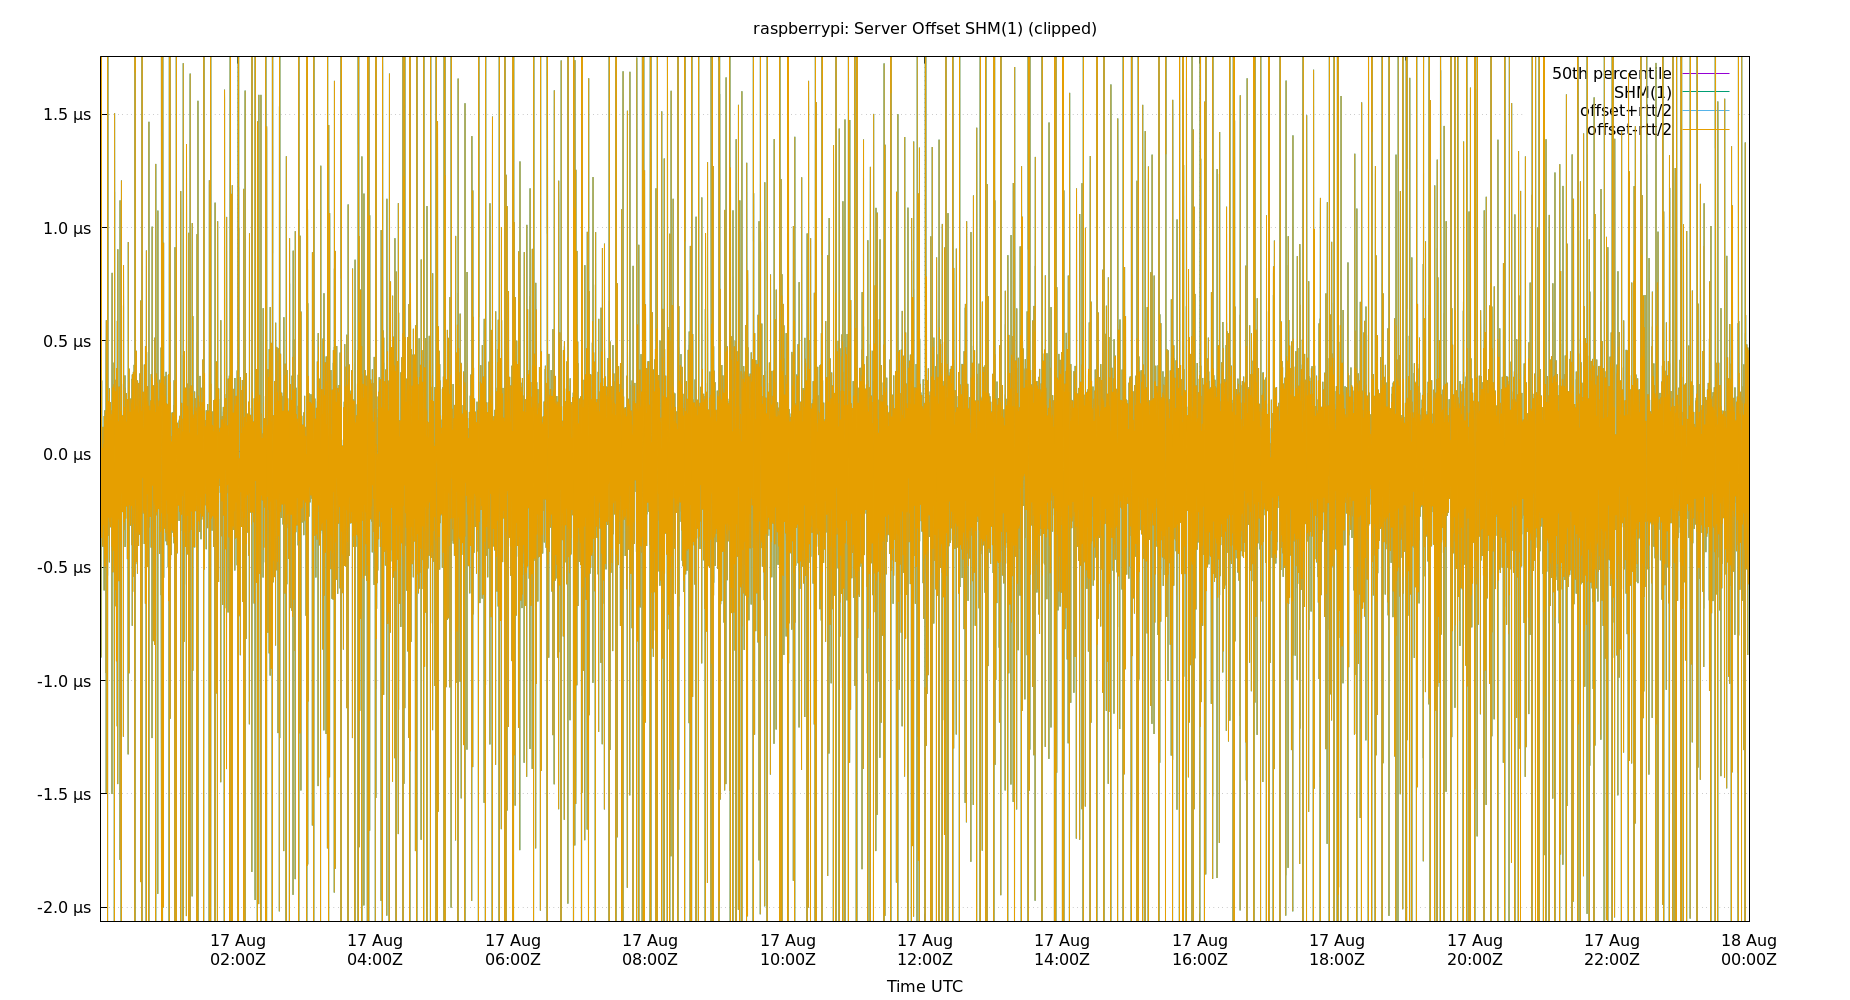 raspberrypi: Server Offset SHM(1) (clipped)
50th percentile
SHM(1)
offset+rtt/2
offset-rtt/2
1.5 µs
1.0 µs
0.5 µs
0.0 µs
-0.5 µs
-1.0 µs
-1.5 µs
-2.0 µs
17 Aug 17 Aug 17 Aug 17 Aug 17 Aug 17 Aug 17 Aug 17 Aug 17 Aug 17 Aug 17 Aug 18 Aug
02:00Z 04:00Z 06:00Z 08:00Z 10:00Z 12:00Z 14:00Z 16:00Z 18:00Z 20:00Z 22:00Z 00:00Z
Time UTC